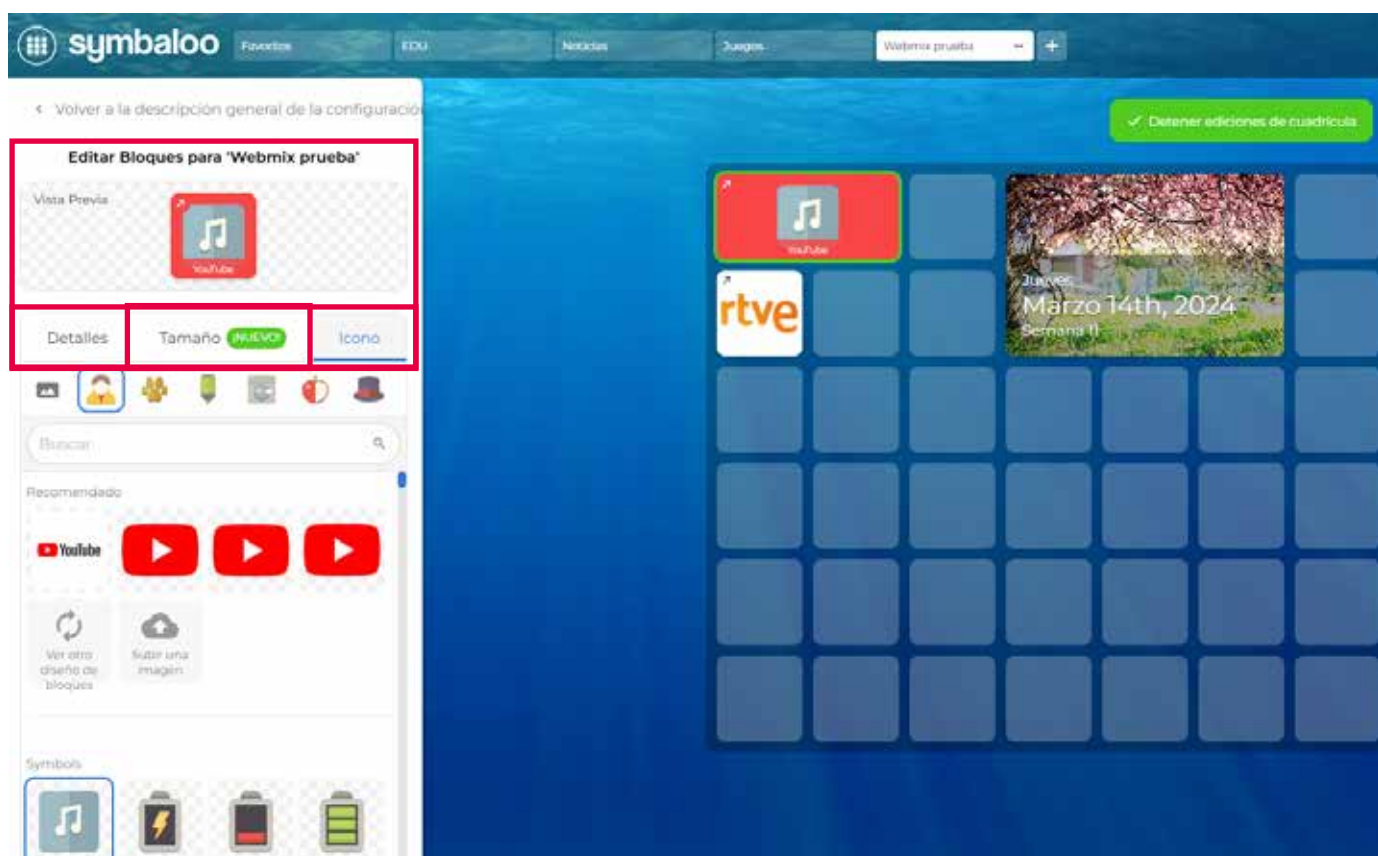 symbaloo
Favoritos
EDU
Noticias
Juegos
Webmix prueba
Volver a la descripción general de la configuració
Detener ediciones de cuadrícula
Editar Bloques para 'Webmix prueba'
Vista Previa
YouTube
Detalles
Tamaño ¡NUEVO!
Icono
Buscar
Recomendado
YouTube
Ver otro
diseño de
bloques
Subir una
imagen
Symbols
YouTube
rtve
Jueves
Marzo 14th, 2024
Semana 11